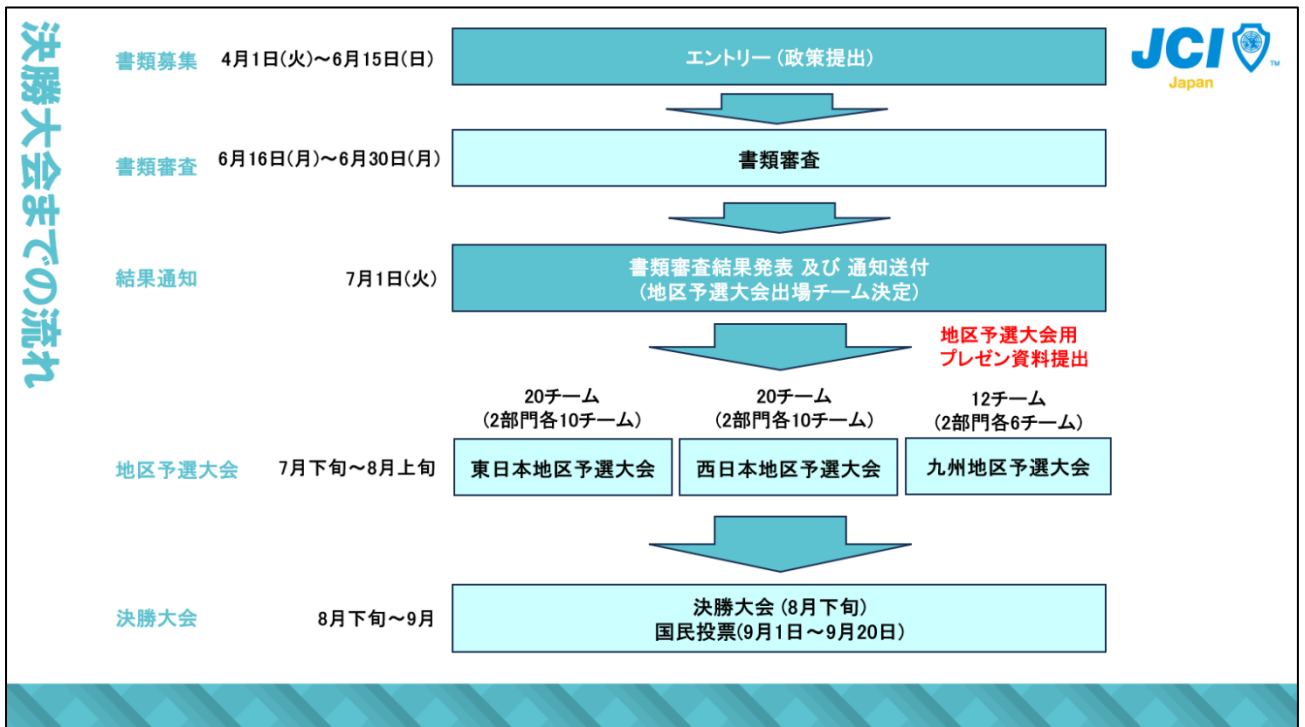 決勝大会までの流れ
JCI
Japan
TM
書類募集 4月1日(火)～6月15日(日) エントリー (政策提出)
書類審査 6月16日(月)～6月30日(月) 書類審査
結果通知 7月1日(火) 書類審査結果発表 及び 通知送付
(地区予選大会出場チーム決定)
地区予選大会用
プレゼン資料提出
20チーム
(2部門各10チーム)
20チーム
(2部門各10チーム)
12チーム
(2部門各6チーム)
地区予選大会 7月下旬～8月上旬 東日本地区予選大会 西日本地区予選大会 九州地区予選大会
決勝大会 8月下旬～9月 決勝大会 (8月下旬)
国民投票(9月1日～9月20日)